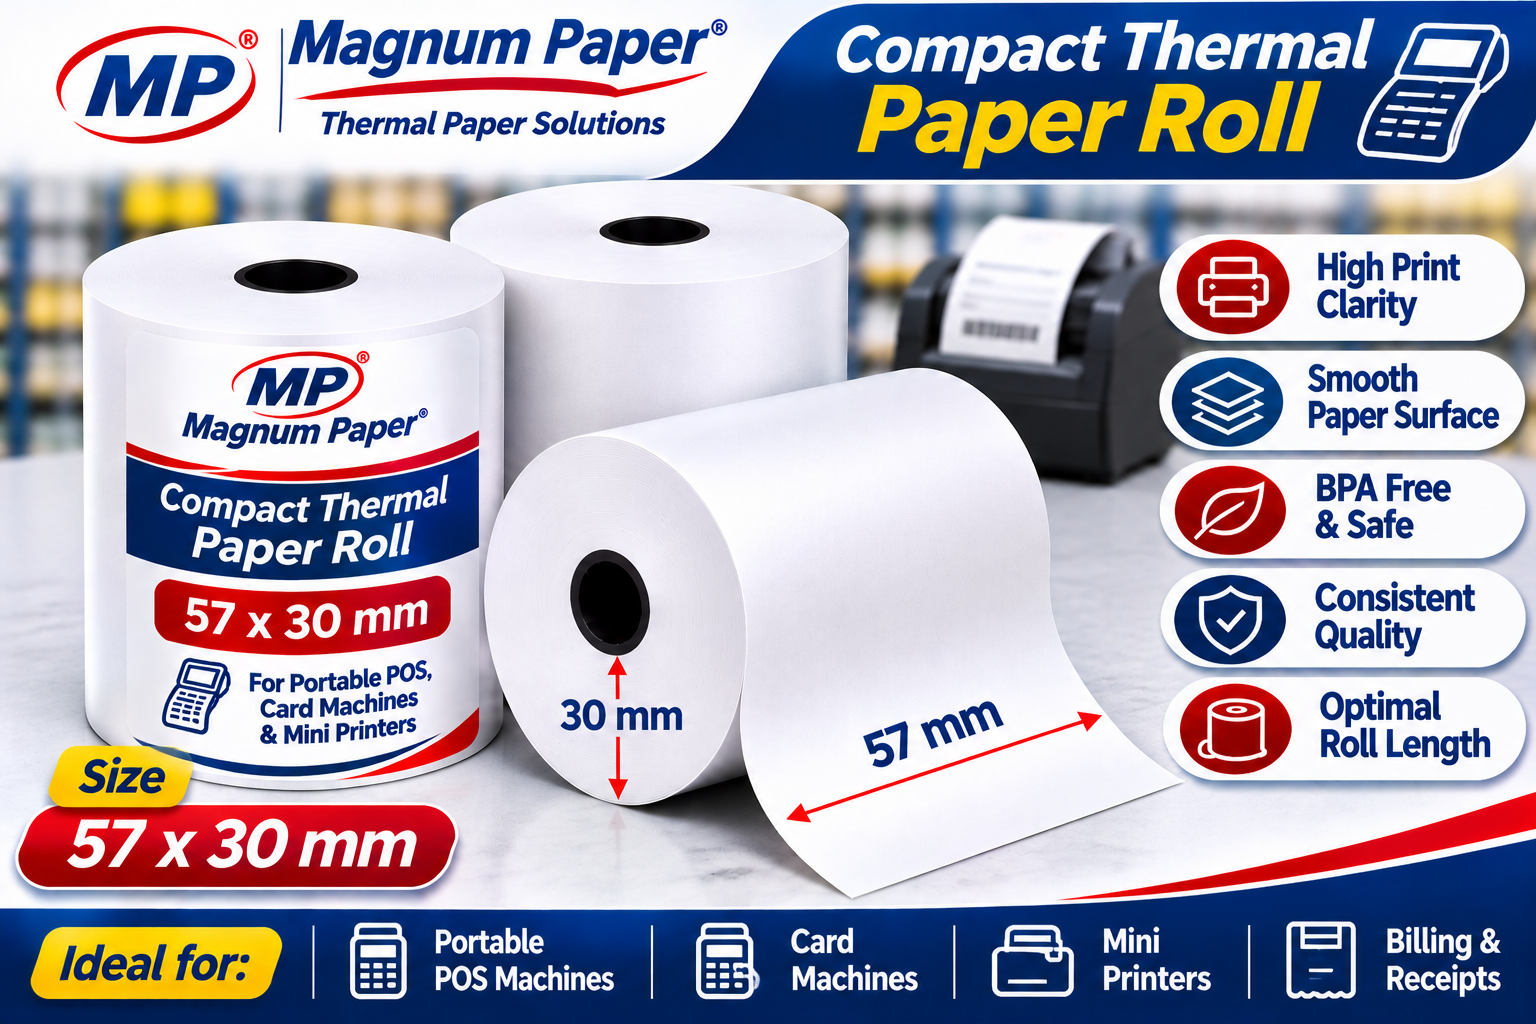 MP®
Magnum Paper®
Thermal Paper Solutions
Compact Thermal
Paper Roll
MP®
Magnum Paper®
Compact Thermal
Paper Roll
57 x 30 mm
For Portable POS,
Card Machines
& Mini Printers
30 mm
57 mm
High Print
Clarity
Smooth
Paper Surface
BPA Free
& Safe
Consistent
Quality
Optimal
Roll Length
Size
57 x 30 mm
Ideal for:
Portable
POS Machines
Card
Machines
Mini
Printers
Billing &
Receipts